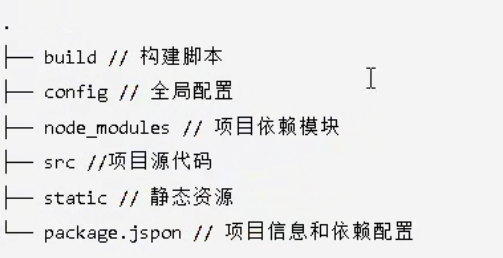 .
├── build // 构建脚本
├── config // 全局配置
├── node_modules // 项目依赖模块
├── src //项目源代码
├── static // 静态资源
└── package.jspon // 项目信息和依赖配置